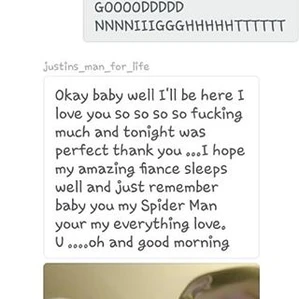 GOOOODDDDD
NNNNIIIGGGHHHHHTTTTTT
justins_man_for_life
Okay baby well I'll be here I
love you so so so so fucking
much and tonight was
perfect thank you ...I hope
my amazing fiance sleeps
well and just remember
baby you my Spider Man
your my everything love.
U ....oh and good morning